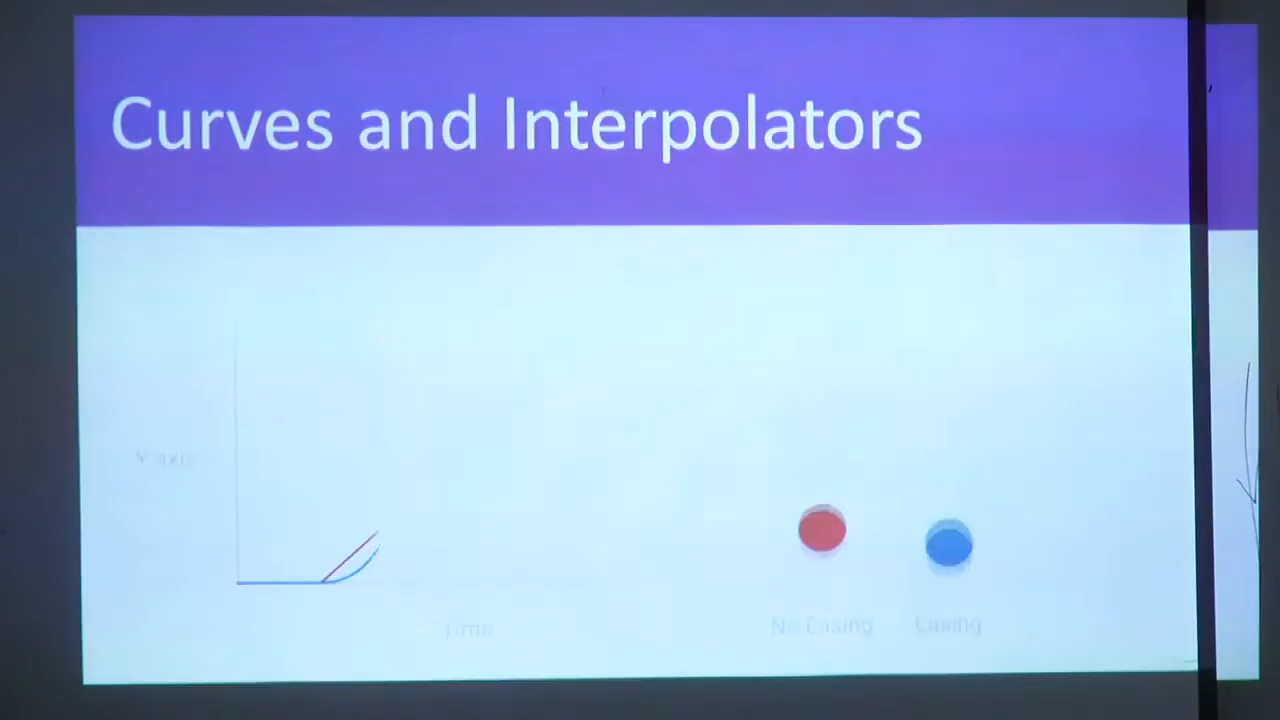 Curves and Interpolators
Y axis
Time
No Easing
Easing